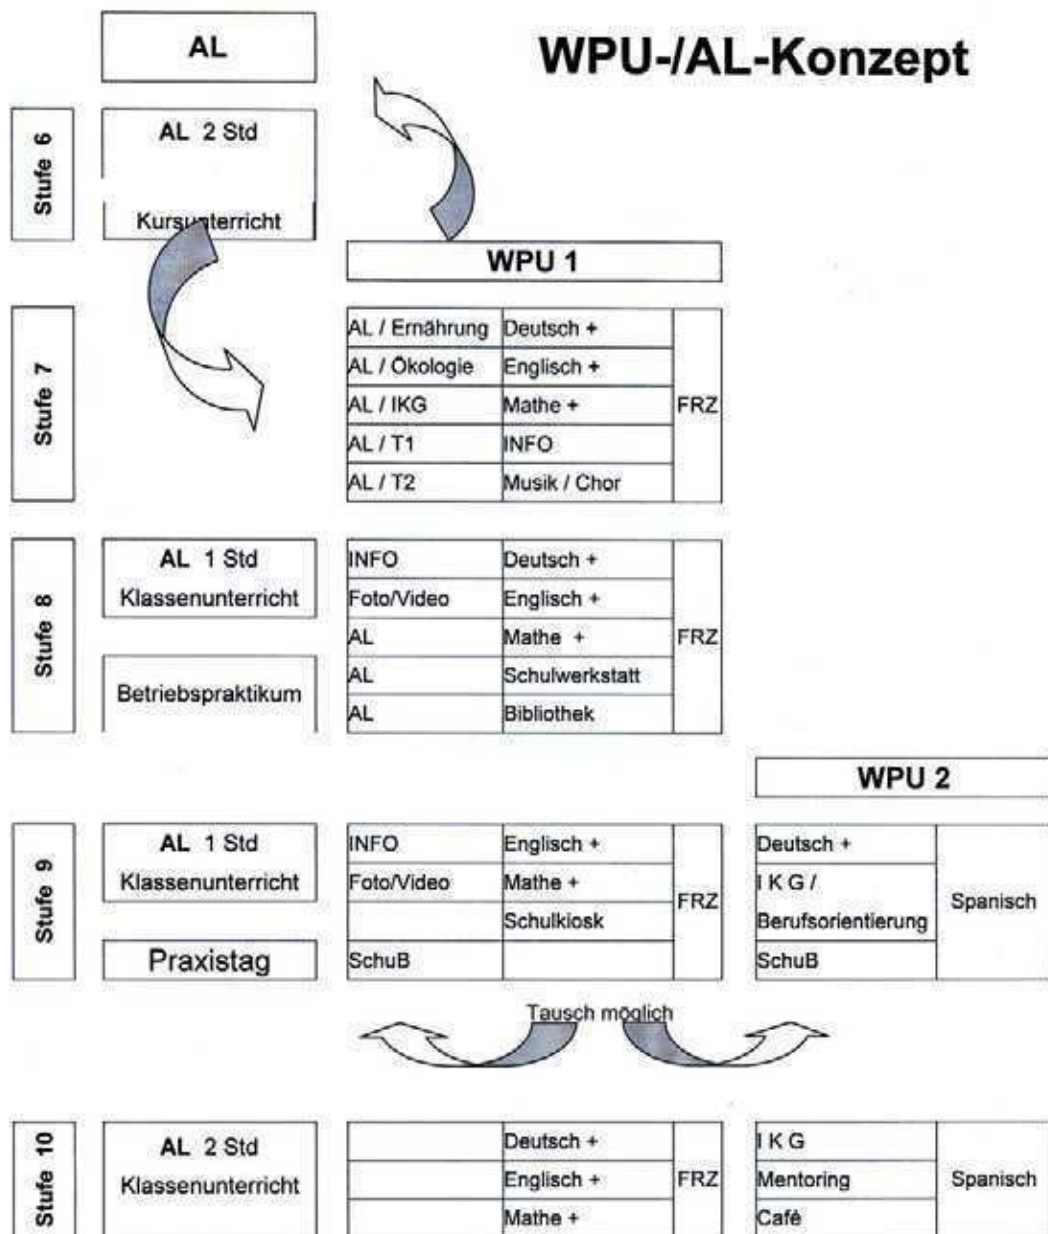 AL
WPU-/AL-Konzept
Stufe 6
AL 2 Std
Kursunterricht
WPU 1
Stufe 7
AL / Ernährung Deutsch + FRZ
AL / Ökologie Englisch +
AL / IKG Mathe +
AL / T1 INFO
AL / T2 Musik / Chor
Stufe 8
AL 1 Std
Klassenunterricht
Betriebspraktikum
INFO Deutsch + FRZ
Foto/Video Englisch +
AL Mathe +
AL Schulwerkstatt
AL Bibliothek
WPU 2
Stufe 9
AL 1 Std
Klassenunterricht
Praxistag
INFO Englisch + FRZ
Foto/Video Mathe +
Schulkiosk
SchuB
Deutsch + Spanisch
I K G /
Berufsorientierung
SchuB
Tausch möglich
Stufe 10
AL 2 Std
Klassenunterricht
Deutsch + FRZ
Englisch +
Mathe +
I K G Spanisch
Mentoring
Cafè